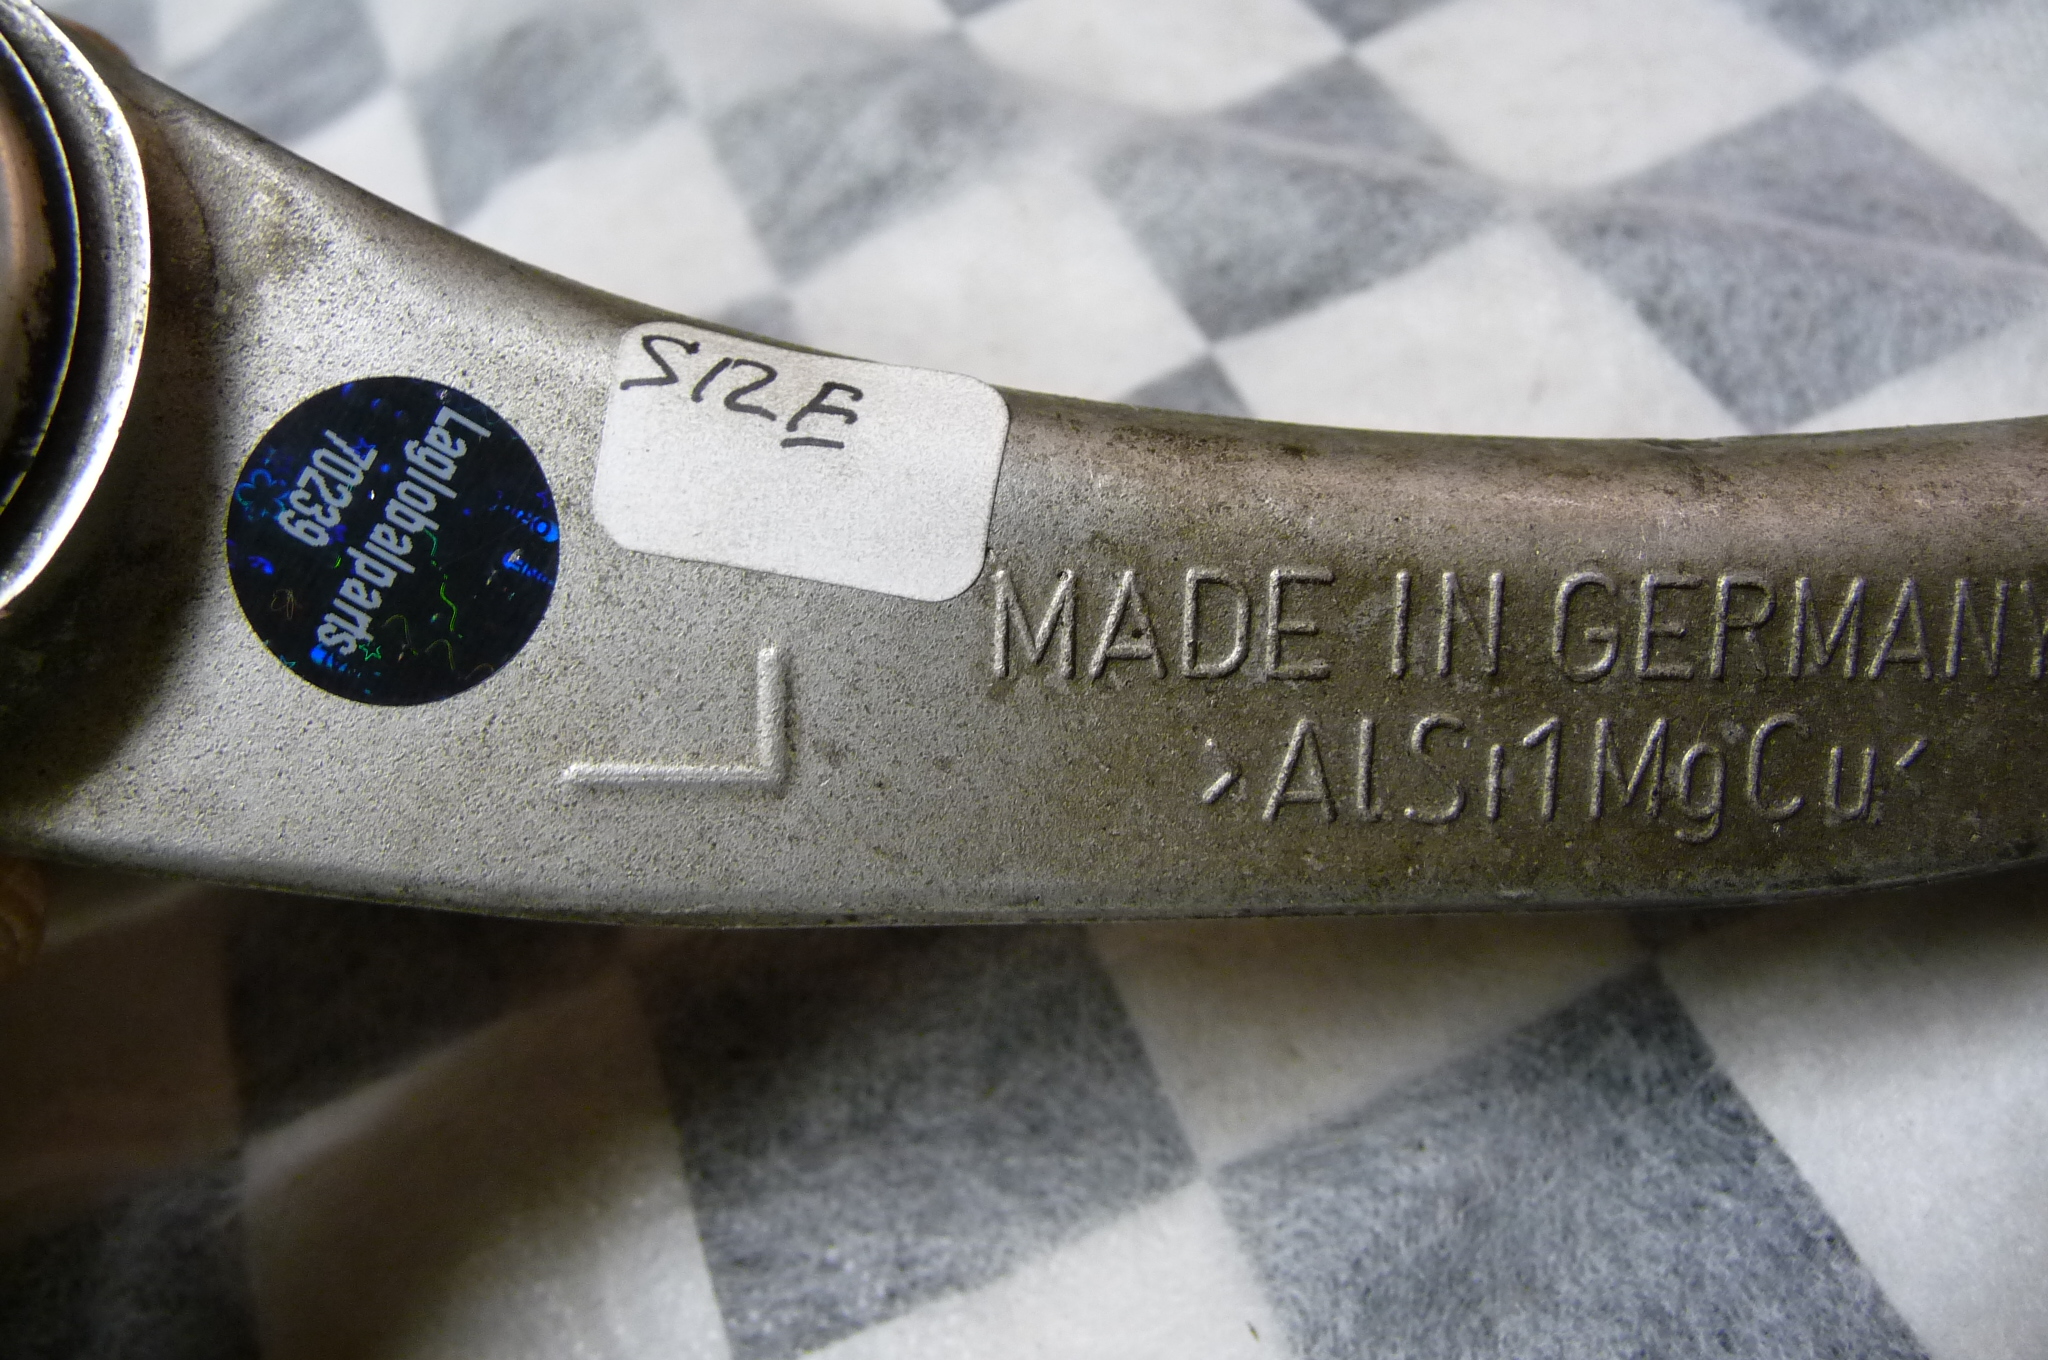 Laglobalparts
70239
S12E
MADE IN GERMANY
>AlSi1MgCu<